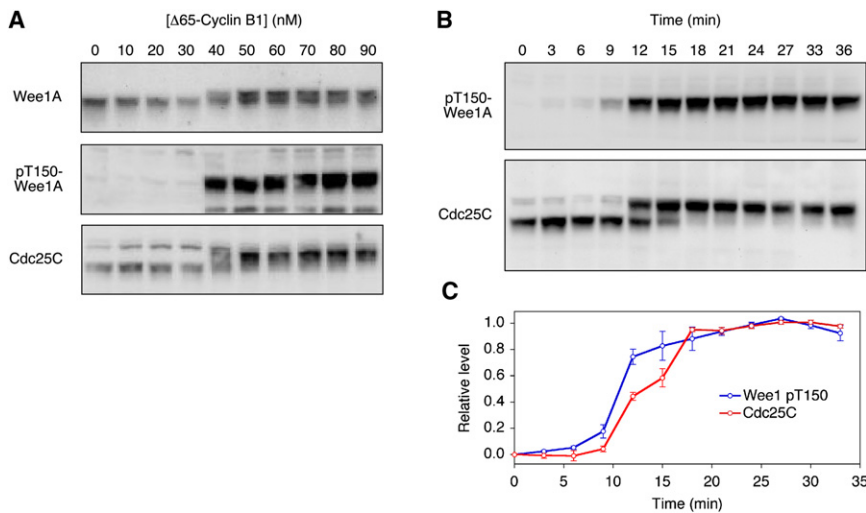 A
[Δ65-Cyclin B1] (nM)
0 10 20 30 40 50 60 70 80 90
Wee1A
pT150-
Wee1A
Cdc25C
B
Time (min)
0 3 6 9 12 15 18 21 24 27 33 36
pT150-
Wee1A
Cdc25C
C
1.0
0.8
0.6
0.4
0.2
0.0
Relative level
Wee1 pT150
Cdc25C
0 5 10 15 20 25 30 35
Time (min)